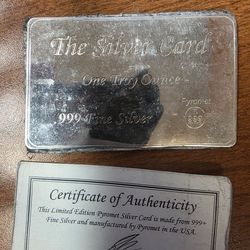 The Silver Card
One Troy Ounce
999 Fine Silver
Pyromet
999
Certificate of Authenticity
This Limited Edition Pyromet Silver Card is made from 999+
Fine Silver and manufactured by Pyromet in the USA.